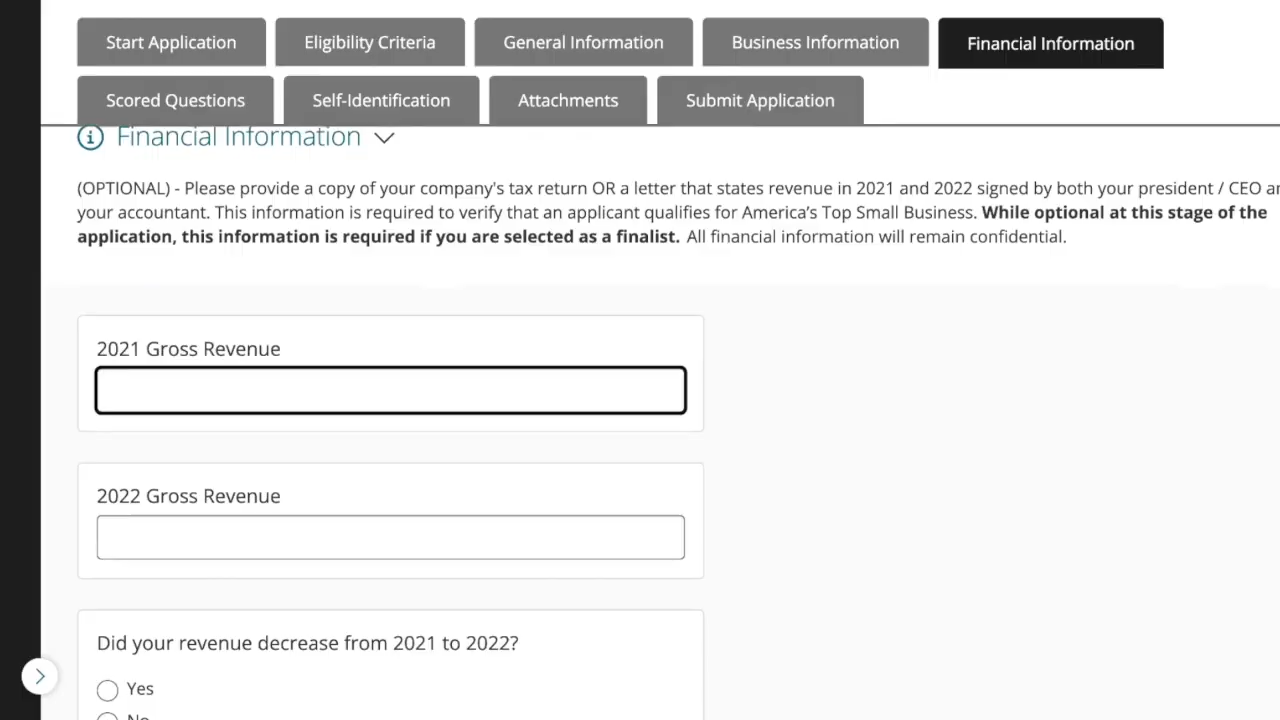 Start Application
Eligibility Criteria
General Information
Business Information
Financial Information
Scored Questions
Self-Identification
Attachments
Submit Application
Financial Information
(OPTIONAL) - Please provide a copy of your company's tax return OR a letter that states revenue in 2021 and 2022 signed by both your president / CEO
your accountant. This information is required to verify that an applicant qualifies for America’s Top Small Business. While optional at this stage of the
application, this information is required if you are selected as a finalist. All financial information will remain confidential.
2021 Gross Revenue
2022 Gross Revenue
Did your revenue decrease from 2021 to 2022?
Yes
No